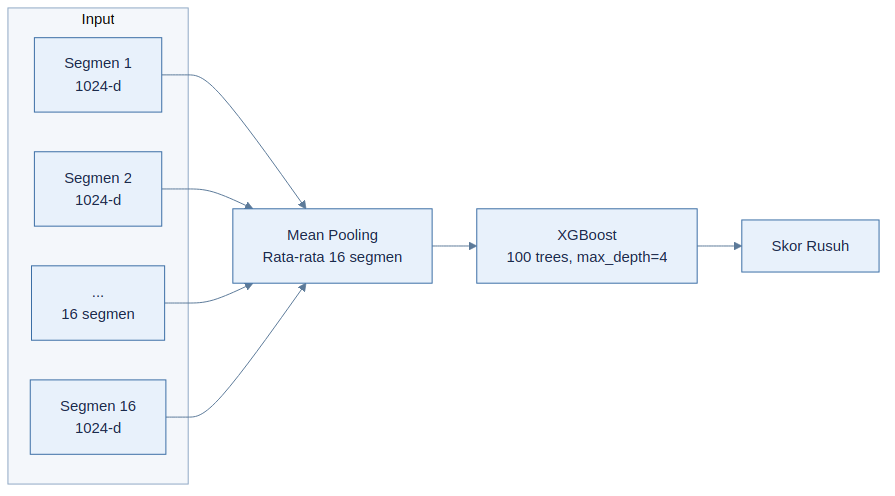 Input
Segmen 1
1024-d
Segmen 2
1024-d
...
16 segmen
Segmen 16
1024-d
Mean Pooling
Rata-rata 16 segmen
XGBoost
100 trees, max_depth=4
Skor Rusuh